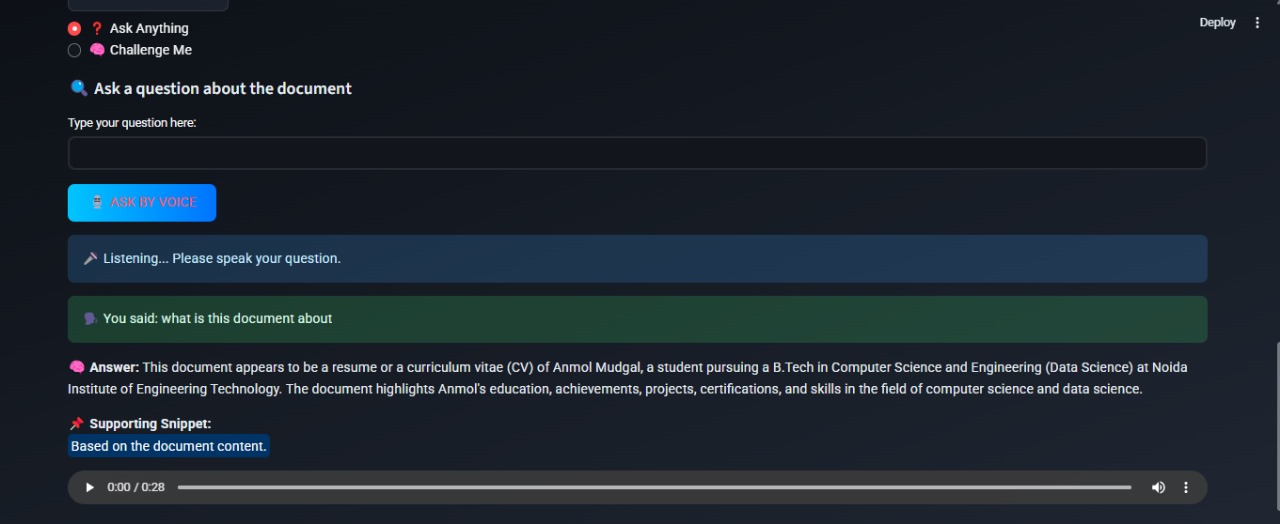 Deploy
❓ Ask Anything
🧠 Challenge Me
🔍 Ask a question about the document
Type your question here:
🎙️ ASK BY VOICE
🎤 Listening... Please speak your question.
🗣️ You said: what is this document about
🧠 Answer: This document appears to be a resume or a curriculum vitae (CV) of Anmol Mudgal, a student pursuing a B.Tech in Computer Science and Engineering (Data Science) at Noida
Institute of Engineering Technology. The document highlights Anmol's education, achievements, projects, certifications, and skills in the field of computer science and data science.
📌 Supporting Snippet:
Based on the document content.
0:00 / 0:28